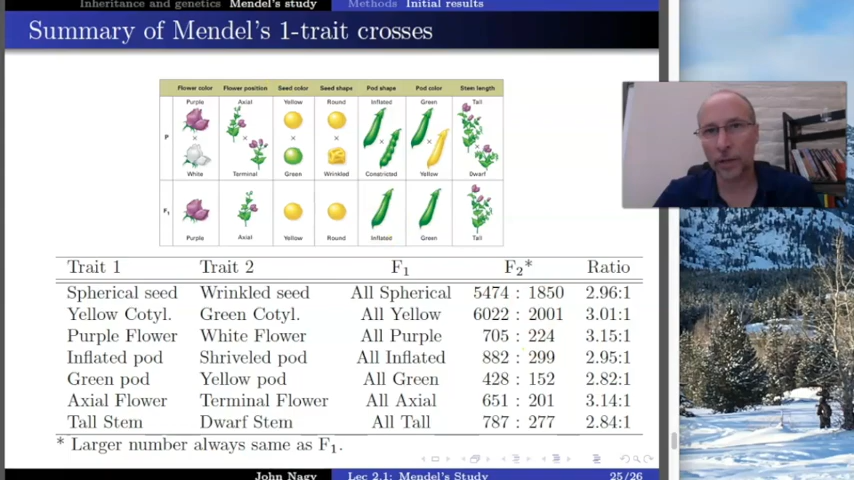 Inheritance and genetics Mendel's study Methods Initial results
Summary of Mendel's 1-trait crosses
Flower color Flower position Seed color Seed shape Pod shape Pod color Stem length
Purple Axial Yellow Round Inflated Green Tall
P × × × × × × ×
White Terminal Green Wrinkled Constricted Yellow Dwarf
F1
Purple Axial Yellow Round Inflated Green Tall
Trait 1 Trait 2 F1 F2* Ratio
Spherical seed Wrinkled seed All Spherical 5474 : 1850 2.96:1
Yellow Cotyl. Green Cotyl. All Yellow 6022 : 2001 3.01:1
Purple Flower White Flower All Purple 705 : 224 3.15:1
Inflated pod Shriveled pod All Inflated 882 : 299 2.95:1
Green pod Yellow pod All Green 428 : 152 2.82:1
Axial Flower Terminal Flower All Axial 651 : 201 3.14:1
Tall Stem Dwarf Stem All Tall 787 : 277 2.84:1
* Larger number always same as F1.
John Nagy Lec 2.1: Mendel's Study 25/26